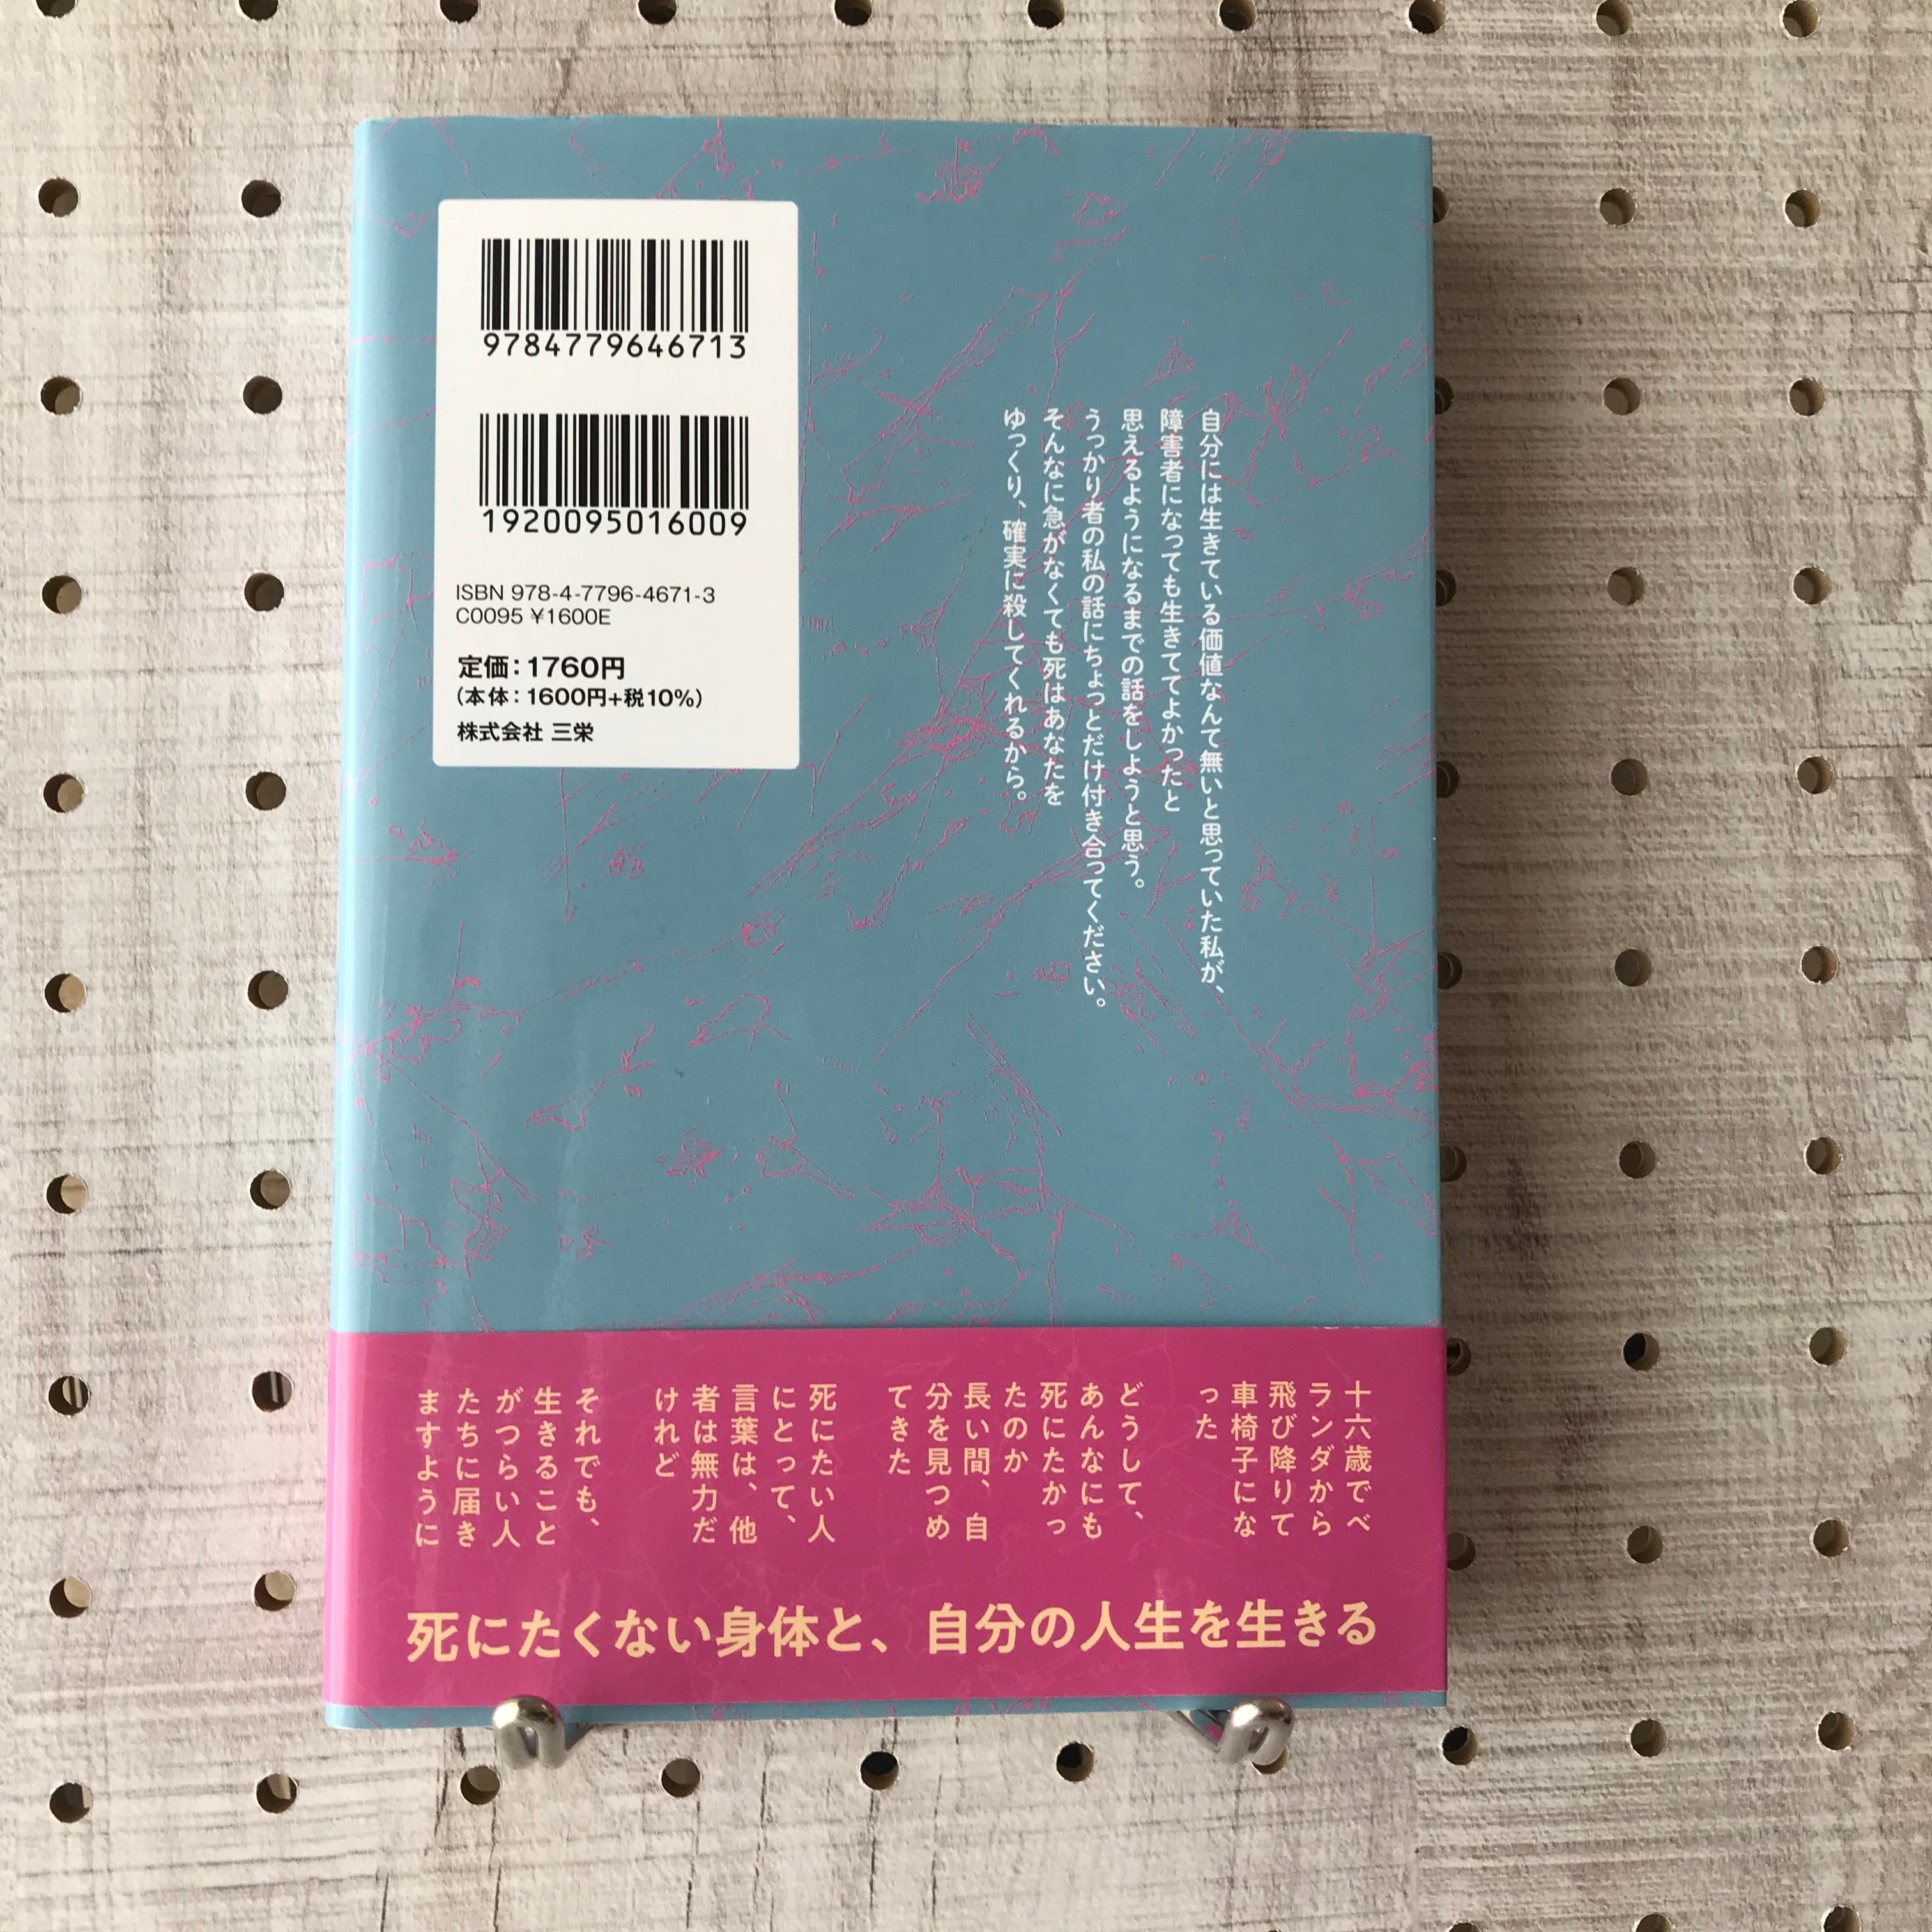 9784779646713
1920095016009
ISBN 978-4-7796-4671-3
C0095 ¥1600E
定価:1760円
(本体:1600円+税10%)
株式会社 三栄
自分には生きている価値なんて無いと思っていた私が、
障害者になっても生きててよかったと
思えるようになるまでの話をしようと思う。
うっかり者の私の話にちょっとだけ付き合ってください。
そんなに急がなくても死はあなたを
ゆっくり、確実に殺してくれるから。
十六歳でベ
ランダから
飛び降りて
車椅子にな
った
どうして、
あんなにも
死にたかっ
たのか
長い間、自
分を見つめ
てきた
死にたい人
にとって、
言葉は、他
者は無力だ
けれど
それでも、
生きること
がつらい人
たちに届き
ますように
死にたくない身体と、自分の人生を生きる